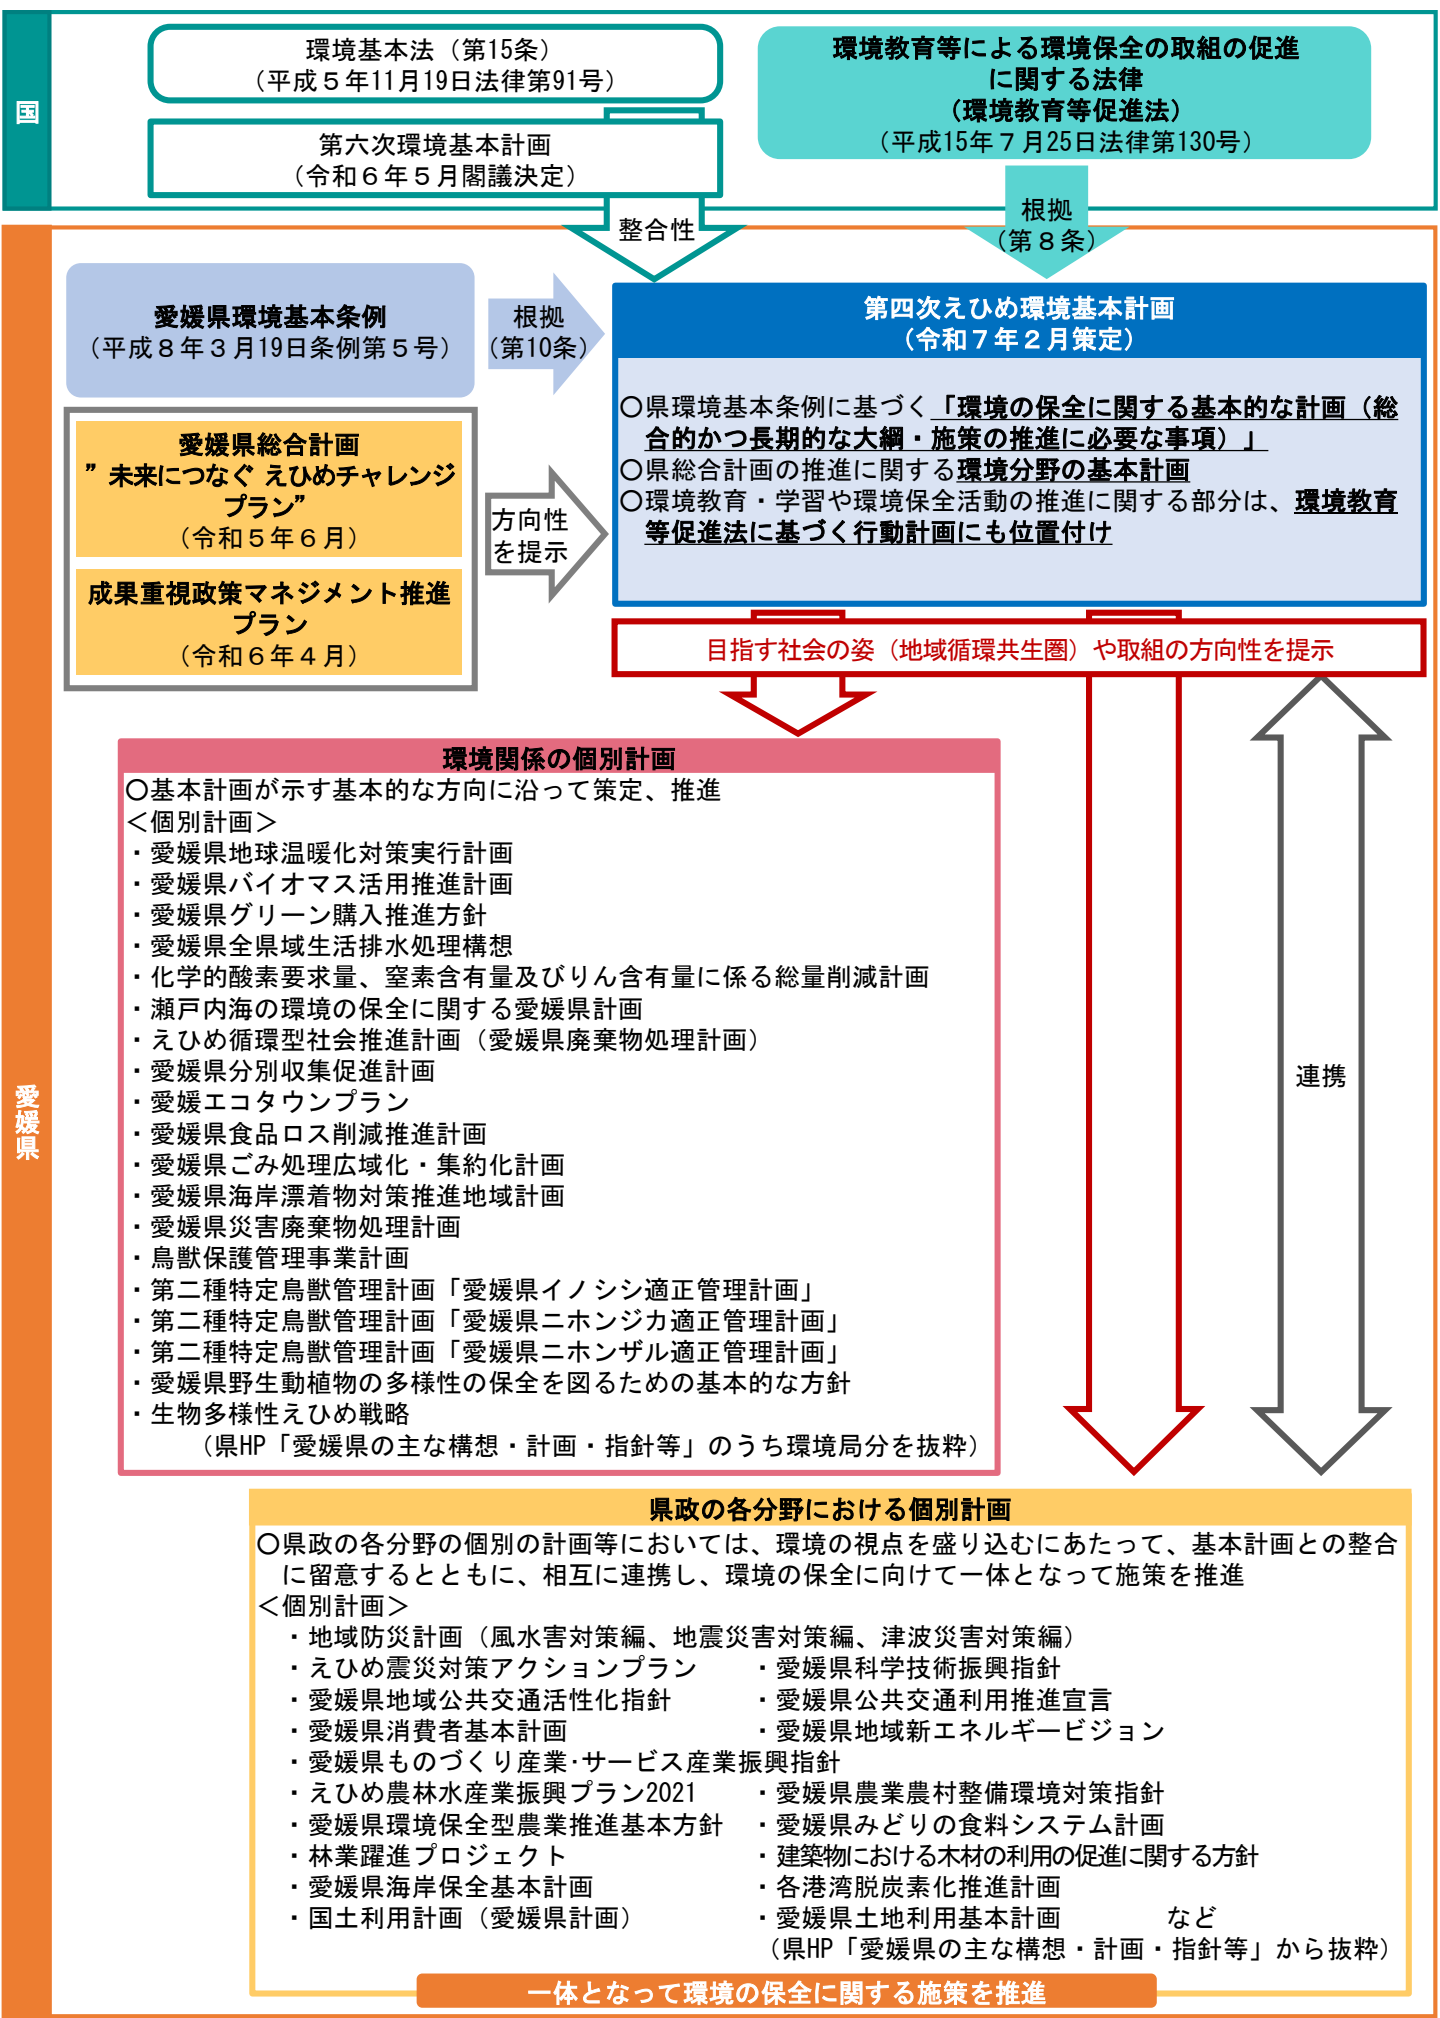 国
環境基本法（第15条）
（平成５年11月19日法律第91号）
第六次環境基本計画
（令和６年５月閣議決定）
環境教育等による環境保全の取組の促進
に関する法律
（環境教育等促進法）
（平成15年７月25日法律第130号）
整合性
根拠
（第８条）
愛媛県
愛媛県環境基本条例
（平成８年３月19日条例第５号）
根拠
（第10条）
愛媛県総合計画
”未来につなぐ えひめチャレンジ
プラン”
（令和５年６月）
成果重視政策マネジメント推進
プラン
（令和６年４月）
方向性
を提示
第四次えひめ環境基本計画
（令和７年２月策定）
○県環境基本条例に基づく「環境の保全に関する基本的な計画（総
合的かつ長期的な大綱・施策の推進に必要な事項）」
○県総合計画の推進に関する環境分野の基本計画
○環境教育・学習や環境保全活動の推進に関する部分は、環境教育
等促進法に基づく行動計画にも位置付け
目指す社会の姿（地域循環共生圏）や取組の方向性を提示
環境関係の個別計画
○基本計画が示す基本的な方向に沿って策定、推進
＜個別計画＞
・愛媛県地球温暖化対策実行計画
・愛媛県バイオマス活用推進計画
・愛媛県グリーン購入推進方針
・愛媛県全県域生活排水処理構想
・化学的酸素要求量、窒素含有量及びりん含有量に係る総量削減計画
・瀬戸内海の環境の保全に関する愛媛県計画
・えひめ循環型社会推進計画（愛媛県廃棄物処理計画）
・愛媛県分別収集促進計画
・愛媛エコタウンプラン
・愛媛県食品ロス削減推進計画
・愛媛県ごみ処理広域化・集約化計画
・愛媛県海岸漂着物対策推進地域計画
・愛媛県災害廃棄物処理計画
・鳥獣保護管理事業計画
・第二種特定鳥獣管理計画「愛媛県イノシシ適正管理計画」
・第二種特定鳥獣管理計画「愛媛県ニホンジカ適正管理計画」
・第二種特定鳥獣管理計画「愛媛県ニホンザル適正管理計画」
・愛媛県野生動植物の多様性の保全を図るための基本的な方針
・生物多様性えひめ戦略
（県HP「愛媛県の主な構想・計画・指針等」のうち環境局分を抜粋）
連携
県政の各分野における個別計画
○県政の各分野の個別の計画等においては、環境の視点を盛り込むにあたって、基本計画との整合
に留意するとともに、相互に連携し、環境の保全に向けて一体となって施策を推進
＜個別計画＞
・地域防災計画（風水害対策編、地震災害対策編、津波災害対策編）
・えひめ震災対策アクションプラン　・愛媛県科学技術振興指針
・愛媛県地域公共交通活性化指針　・愛媛県公共交通利用推進宣言
・愛媛県消費者基本計画　・愛媛県地域新エネルギービジョン
・愛媛県ものづくり産業･サービス産業振興指針
・えひめ農林水産業振興プラン2021　・愛媛県農業農村整備環境対策指針
・愛媛県環境保全型農業推進基本方針　・愛媛県みどりの食料システム計画
・林業躍進プロジェクト　・建築物における木材の利用の促進に関する方針
・愛媛県海岸保全基本計画　・各港湾脱炭素化推進計画
・国土利用計画（愛媛県計画）　・愛媛県土地利用基本計画　など
（県HP「愛媛県の主な構想・計画・指針等」から抜粋）
一体となって環境の保全に関する施策を推進